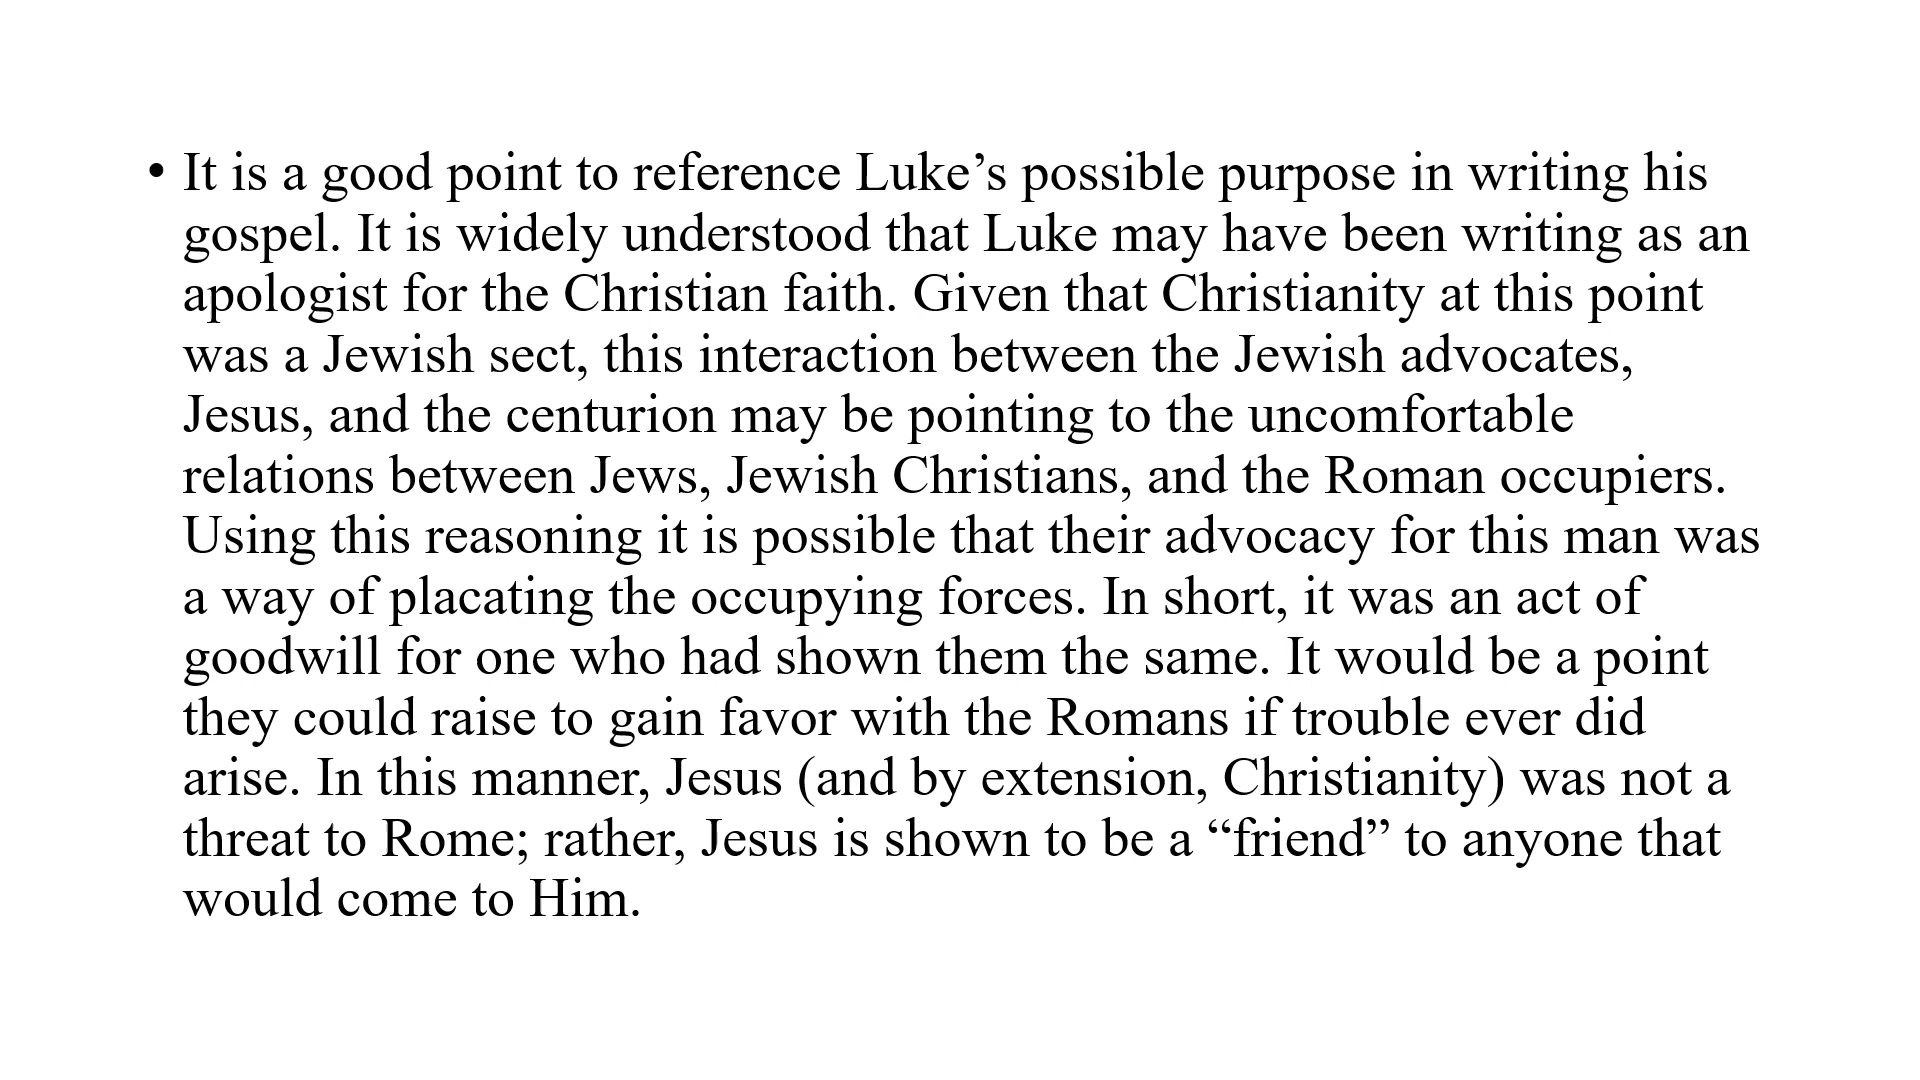 • It is a good point to reference Luke’s possible purpose in writing his
gospel. It is widely understood that Luke may have been writing as an
apologist for the Christian faith. Given that Christianity at this point
was a Jewish sect, this interaction between the Jewish advocates,
Jesus, and the centurion may be pointing to the uncomfortable
relations between Jews, Jewish Christians, and the Roman occupiers.
Using this reasoning it is possible that their advocacy for this man was
a way of placating the occupying forces. In short, it was an act of
goodwill for one who had shown them the same. It would be a point
they could raise to gain favor with the Romans if trouble ever did
arise. In this manner, Jesus (and by extension, Christianity) was not a
threat to Rome; rather, Jesus is shown to be a “friend” to anyone that
would come to Him.